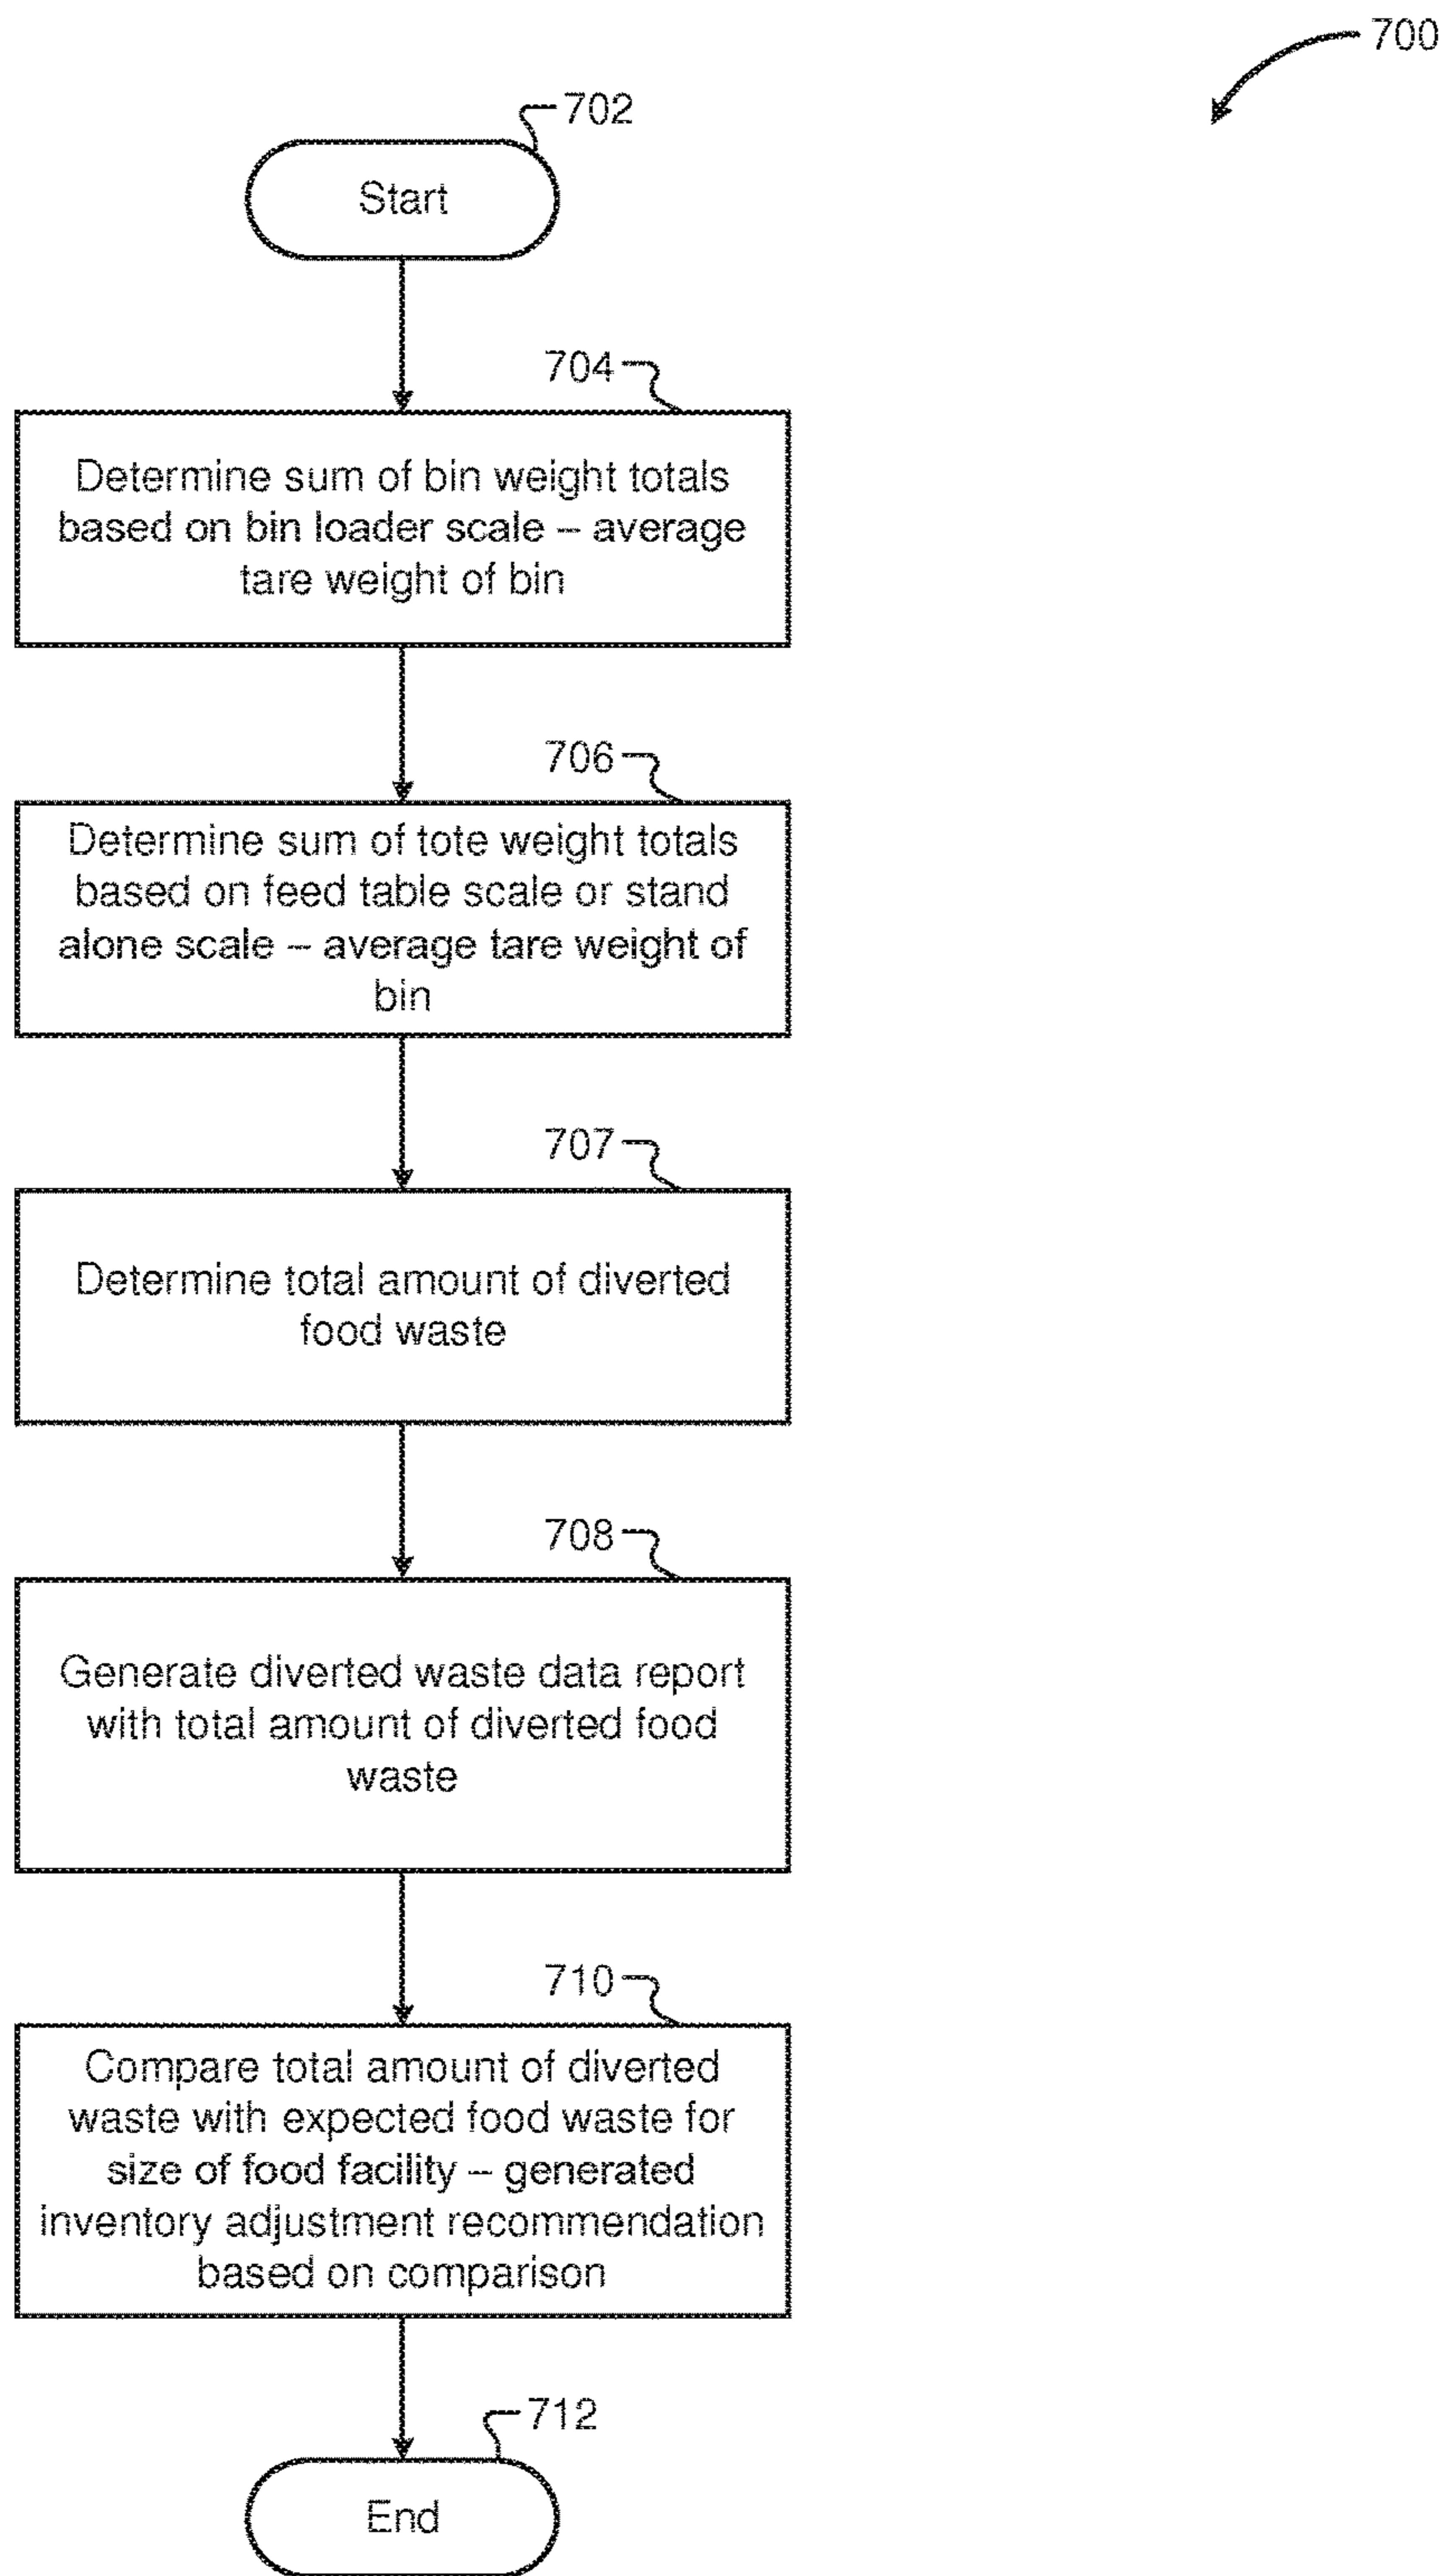 700
702
Start
704
Determine sum of bin weight totals
based on bin loader scale – average
tare weight of bin
706
Determine sum of tote weight totals
based on feed table scale or stand
alone scale – average tare weight of
bin
707
Determine total amount of diverted
food waste
708
Generate diverted waste data report
with total amount of diverted food
waste
710
Compare total amount of diverted
waste with expected food waste for
size of food facility – generated
inventory adjustment recommendation
based on comparison
712
End